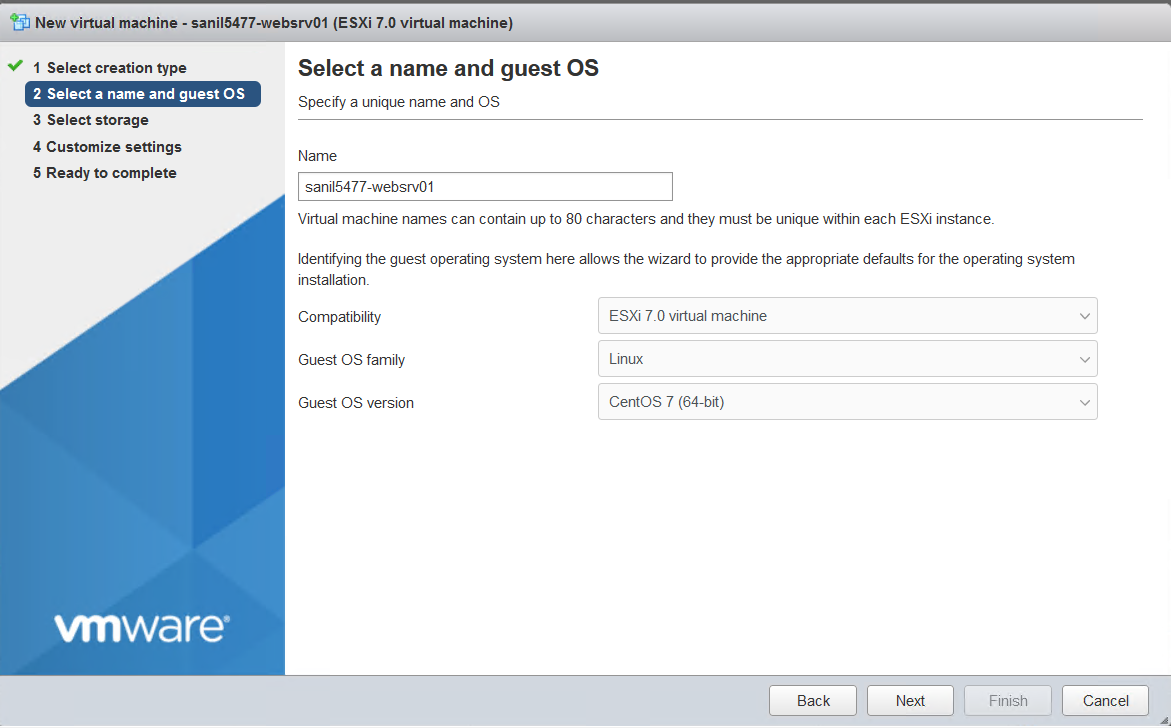 New virtual machine - sanil5477-websrv01 (ESXi 7.0 virtual machine)
1 Select creation type
2 Select a name and guest OS
3 Select storage
4 Customize settings
5 Ready to complete
vmware®
Select a name and guest OS
Specify a unique name and OS
Name
sanil5477-websrv01
Virtual machine names can contain up to 80 characters and they must be unique within each ESXi instance.
Identifying the guest operating system here allows the wizard to provide the appropriate defaults for the operating system
installation.
Compatibility ESXi 7.0 virtual machine
Guest OS family Linux
Guest OS version CentOS 7 (64-bit)
Back Next Finish Cancel